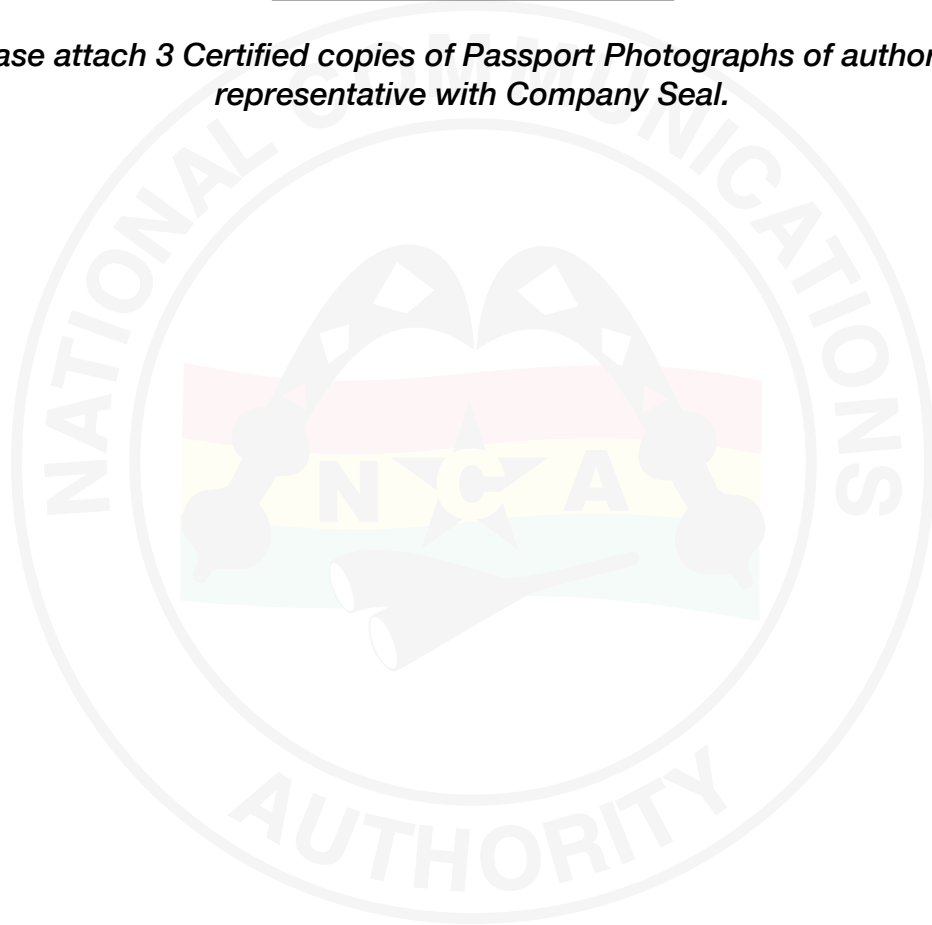 ase attach 3 Certified copies of Passport Photographs of author
representative with Company Seal.
NATIONAL COMMUNICATIONS
N C A
AUTHORITY